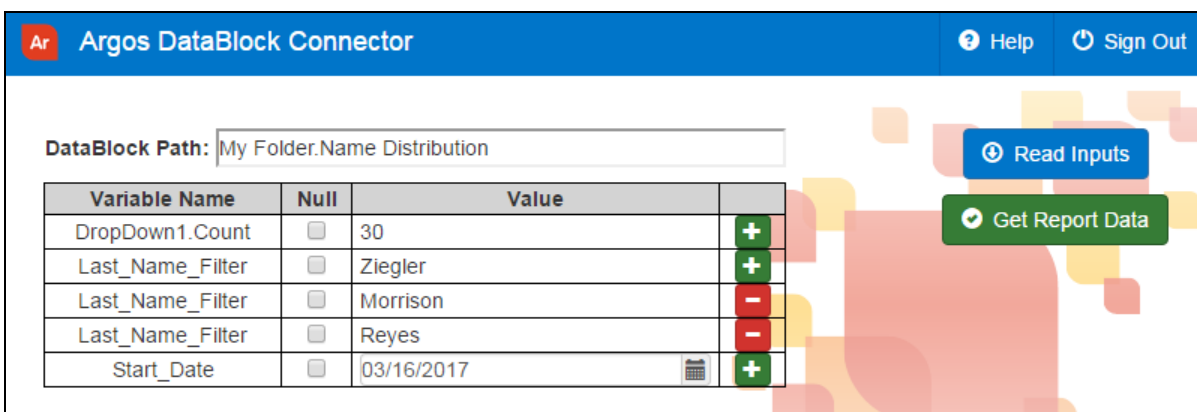 Ar Argos DataBlock Connector Help Sign Out
DataBlock Path: My Folder.Name Distribution
Read Inputs
Variable Name Null Value
Get Report Data
DropDown1.Count 30 +
Last_Name_Filter Ziegler +
Last_Name_Filter Morrison −
Last_Name_Filter Reyes −
Start_Date 03/16/2017 +